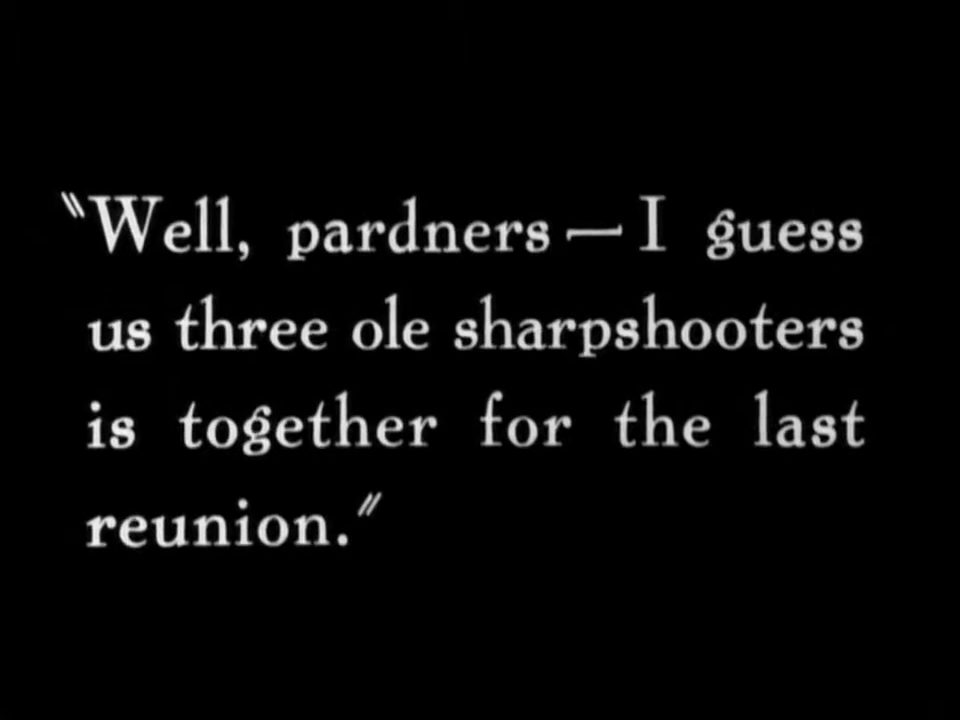 "Well, pardners — I guess
us three ole sharpshooters
is together for the last
reunion."